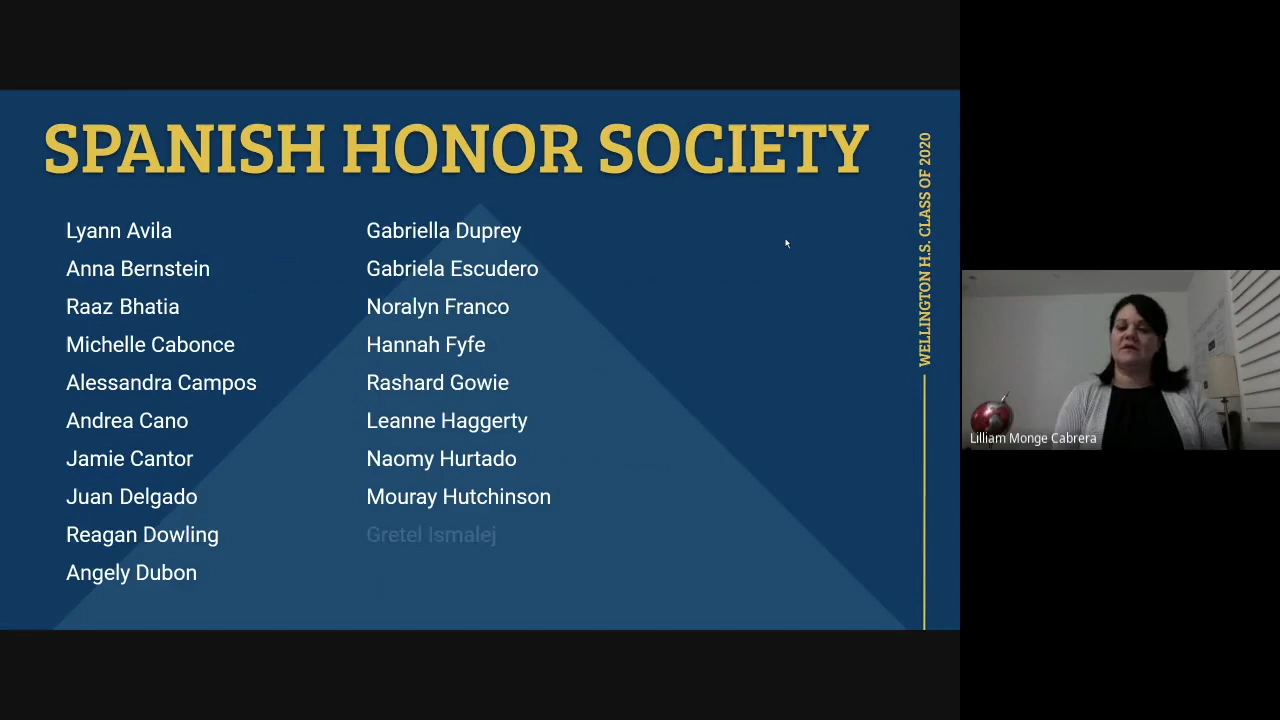 SPANISH HONOR SOCIETY
Lyann Avila
Anna Bernstein
Raaz Bhatia
Michelle Cabonce
Alessandra Campos
Andrea Cano
Jamie Cantor
Juan Delgado
Reagan Dowling
Angely Dubon
Gabriella Duprey
Gabriela Escudero
Noralyn Franco
Hannah Fyfe
Rashard Gowie
Leanne Haggerty
Naomy Hurtado
Mouray Hutchinson
Gretel Ismalej
WELLINGTON H.S. CLASS OF 2020
Lilliam Monge Cabrera